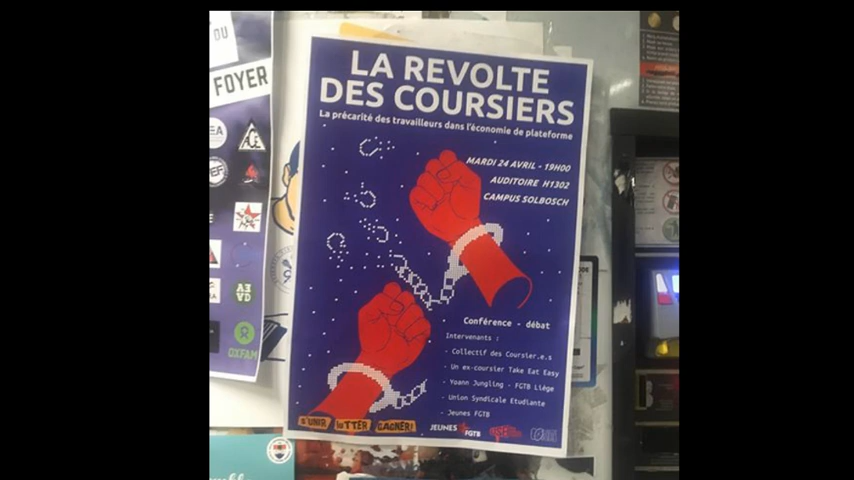 LA REVOLTE
DES COURSIERS
La précarité des travailleurs dans l'économie de plateforme
MARDI 24 AVRIL - 19H00
AUDITOIRE H1302
CAMPUS SOLBOSCH
Conférence - débat
Intervenants :
- Collectif des Coursier.e.s
- Un ex-coursier Take Eat Easy
- Yoann Jungling - FGTB Liège
- Union Syndicale Etudiante
- Jeunes FGTB
S'UNIR LUTTER GAGNER!
JEUNES FGTB
OU
FOYER
OXFAM